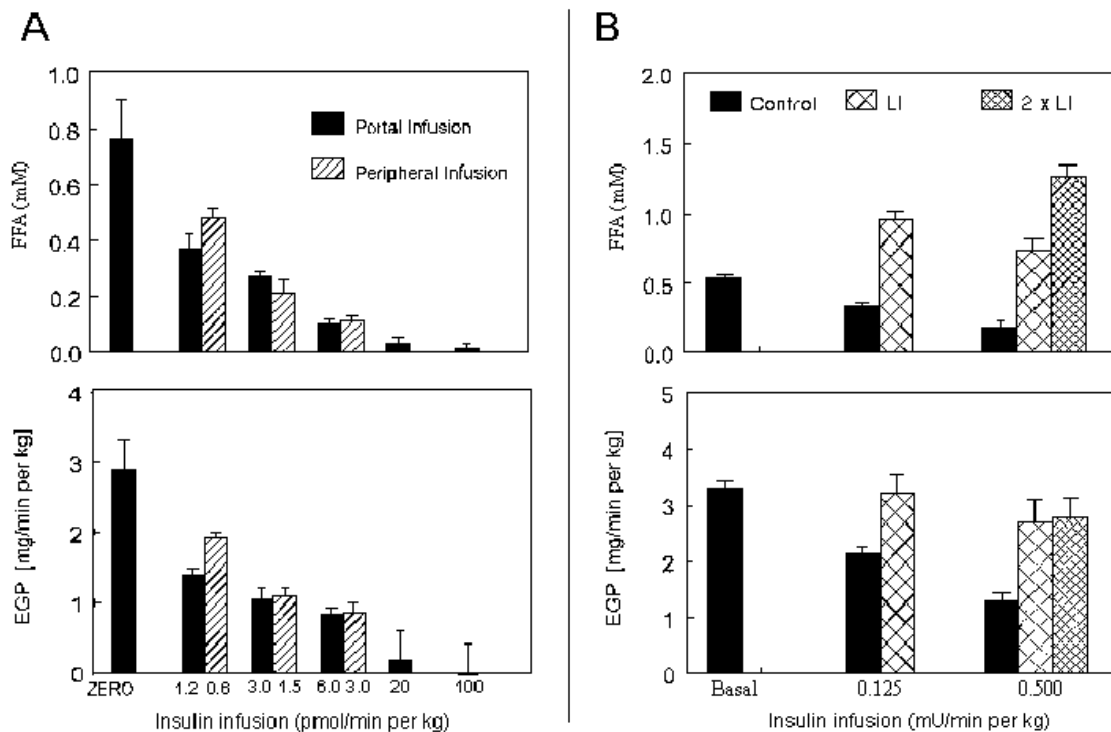 A
FFA (mM)
1.0
0.8
0.6
0.4
0.2
0.0
Portal Infusion
Peripheral Infusion
EGP [mg/min per kg]
4
3
2
1
0
ZERO 1.2 0.6 3.0 1.5 6.0 3.0 20 100
Insulin infusion (pmol/min per kg)
B
FFA (mM)
2.0
1.5
1.0
0.5
0.0
Control LI 2 x LI
EGP [mg/min per kg]
5
4
3
2
1
0
Basal 0.125 0.500
Insulin infusion (mU/min per kg)